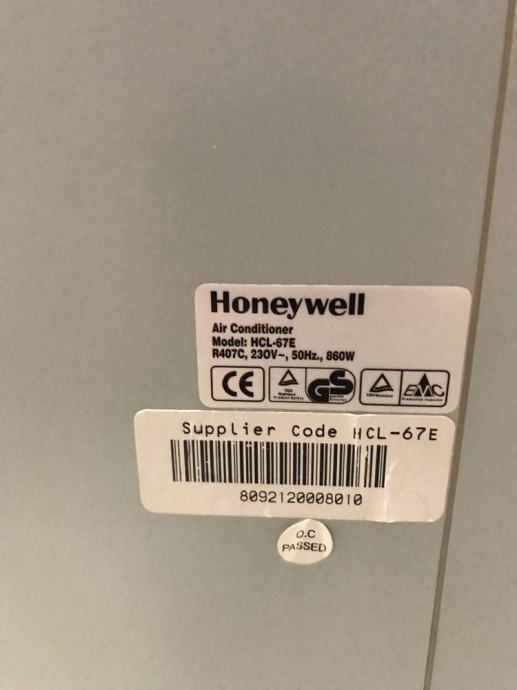 Honeywell
Air Conditioner
Model: HCL-67E
R407C, 230V~, 50Hz., 860W
CE
GS
EMC
Supplier Code HCL-67E
8092120008010
Q.C
PASSED